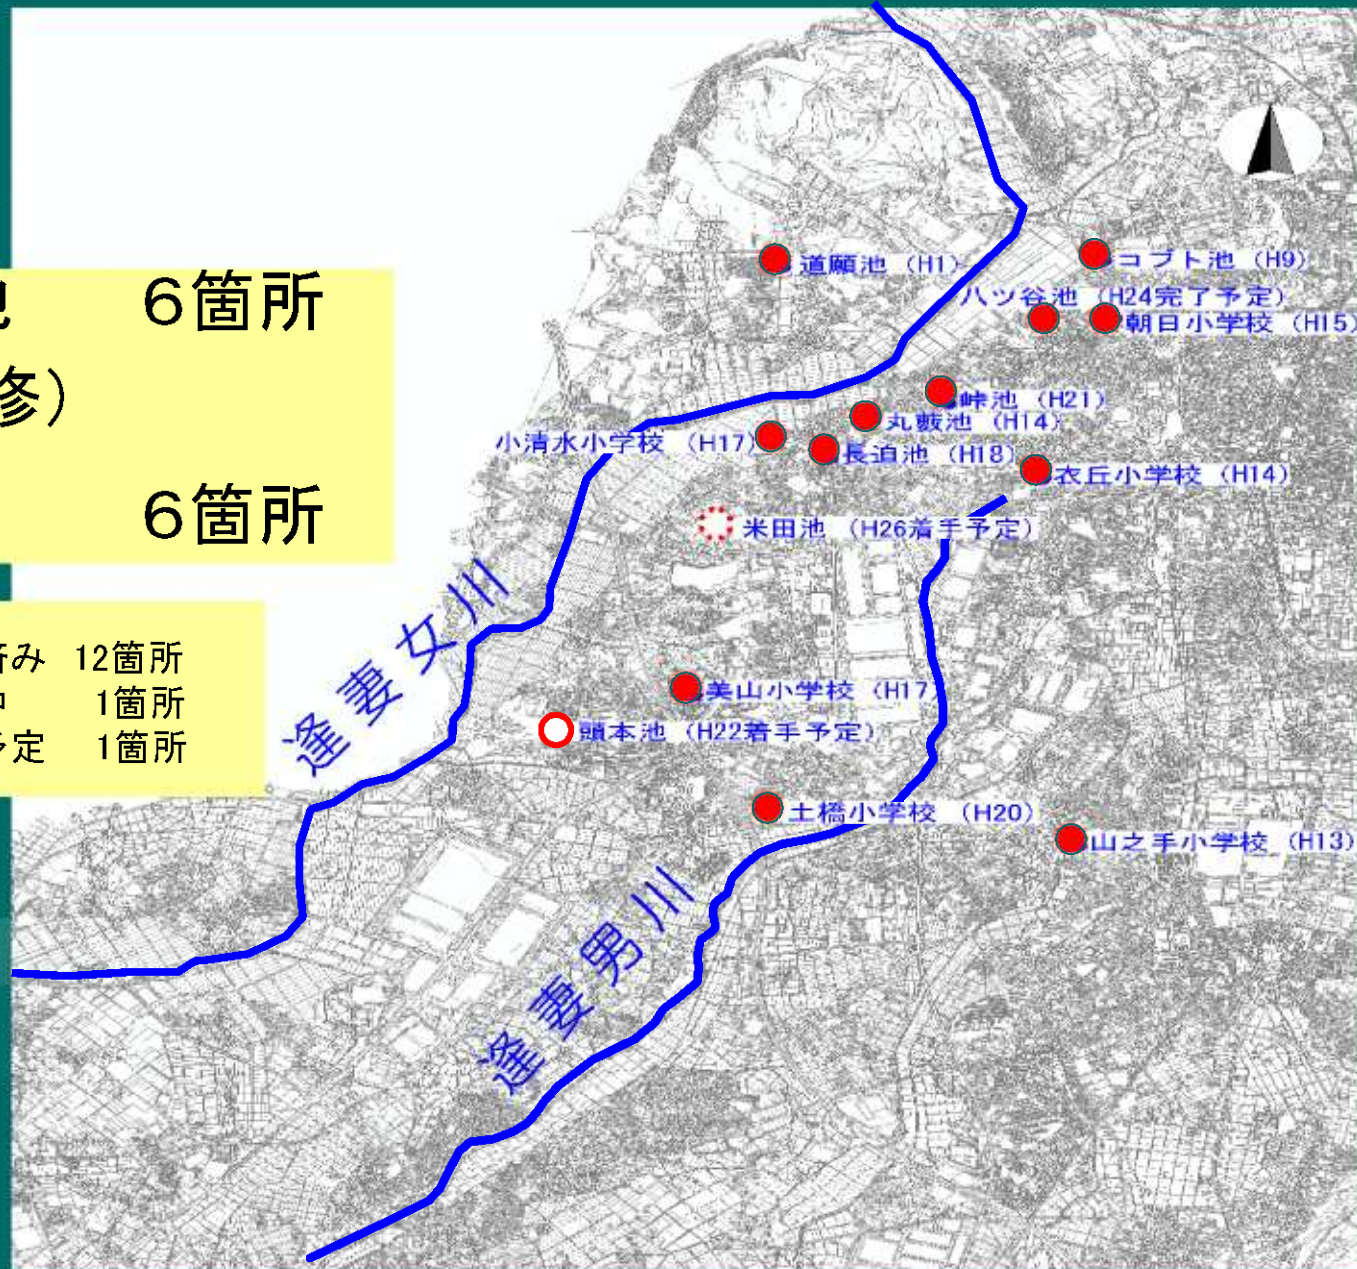 6箇所
修）
6箇所
済み 12箇所
中 1箇所
予定 1箇所
道願池 （H1）
コブト池 （H9）
八ツ谷池 （H24完了予定）
朝日小学校 （H15）
峠池 （H21）
丸藪池 （H14）
小清水小学校 （H17）
長迫池 （H18）
衣丘小学校 （H14）
米田池 （H26着手予定）
逢妻女川
美山小学校 （H17）
頭本池 （H22着手予定）
土橋小学校 （H20）
山之手小学校 （H13）
逢妻男川